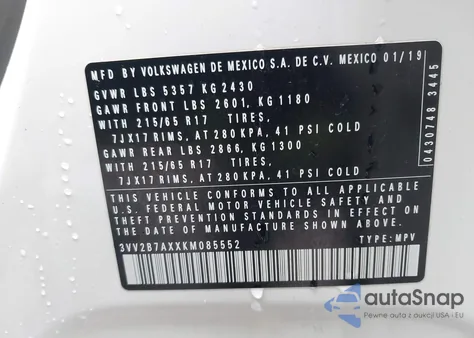 MFD BY VOLKSWAGEN DE MEXICO S.A. DE C.V. MEXICO 01/19
GVWR LBS 5357 KG2430
GAWR FRONT LBS 2601, KG1180
WITH 215/65 R17 TIRES,
7JX17 RIMS, AT 280 KPA, 41 PSI COLD
GAWR REAR LBS 2866, KG 1300
WITH 215/65 R17 TIRES,
7JX17 RIMS, AT 280 KPA, 41 PSI COLD
THIS VEHICLE CONFORMS TO ALL APPLICABLE
U.S. FEDERAL MOTOR VEHICLE SAFETY AND
THEFT PREVENTION STANDARDS IN EFFECT
ON THE DATE OF MANUFACTURE SHOWN ABOVE.
3VV2B7AXXKM085552 TYPE: MPV
0430748 3445
autoSnap
Pewne auta z aukcji USA i EU